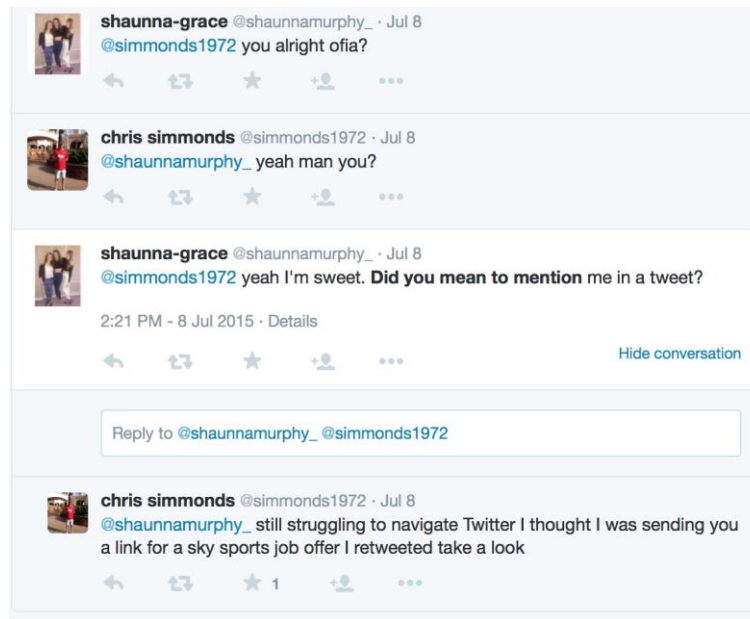 shaunna-grace @shaunnamurphy_ · Jul 8
@simmonds1972 you alright ofia?
chris simmonds @simmonds1972 · Jul 8
@shaunnamurphy_ yeah man you?
shaunna-grace @shaunnamurphy_ · Jul 8
@simmonds1972 yeah I'm sweet. Did you mean to mention me in a tweet?
2:21 PM - 8 Jul 2015 · Details
Hide conversation
Reply to @shaunnamurphy_ @simmonds1972
chris simmonds @simmonds1972 · Jul 8
@shaunnamurphy_ still struggling to navigate Twitter I thought I was sending you
a link for a sky sports job offer I retweeted take a look
1